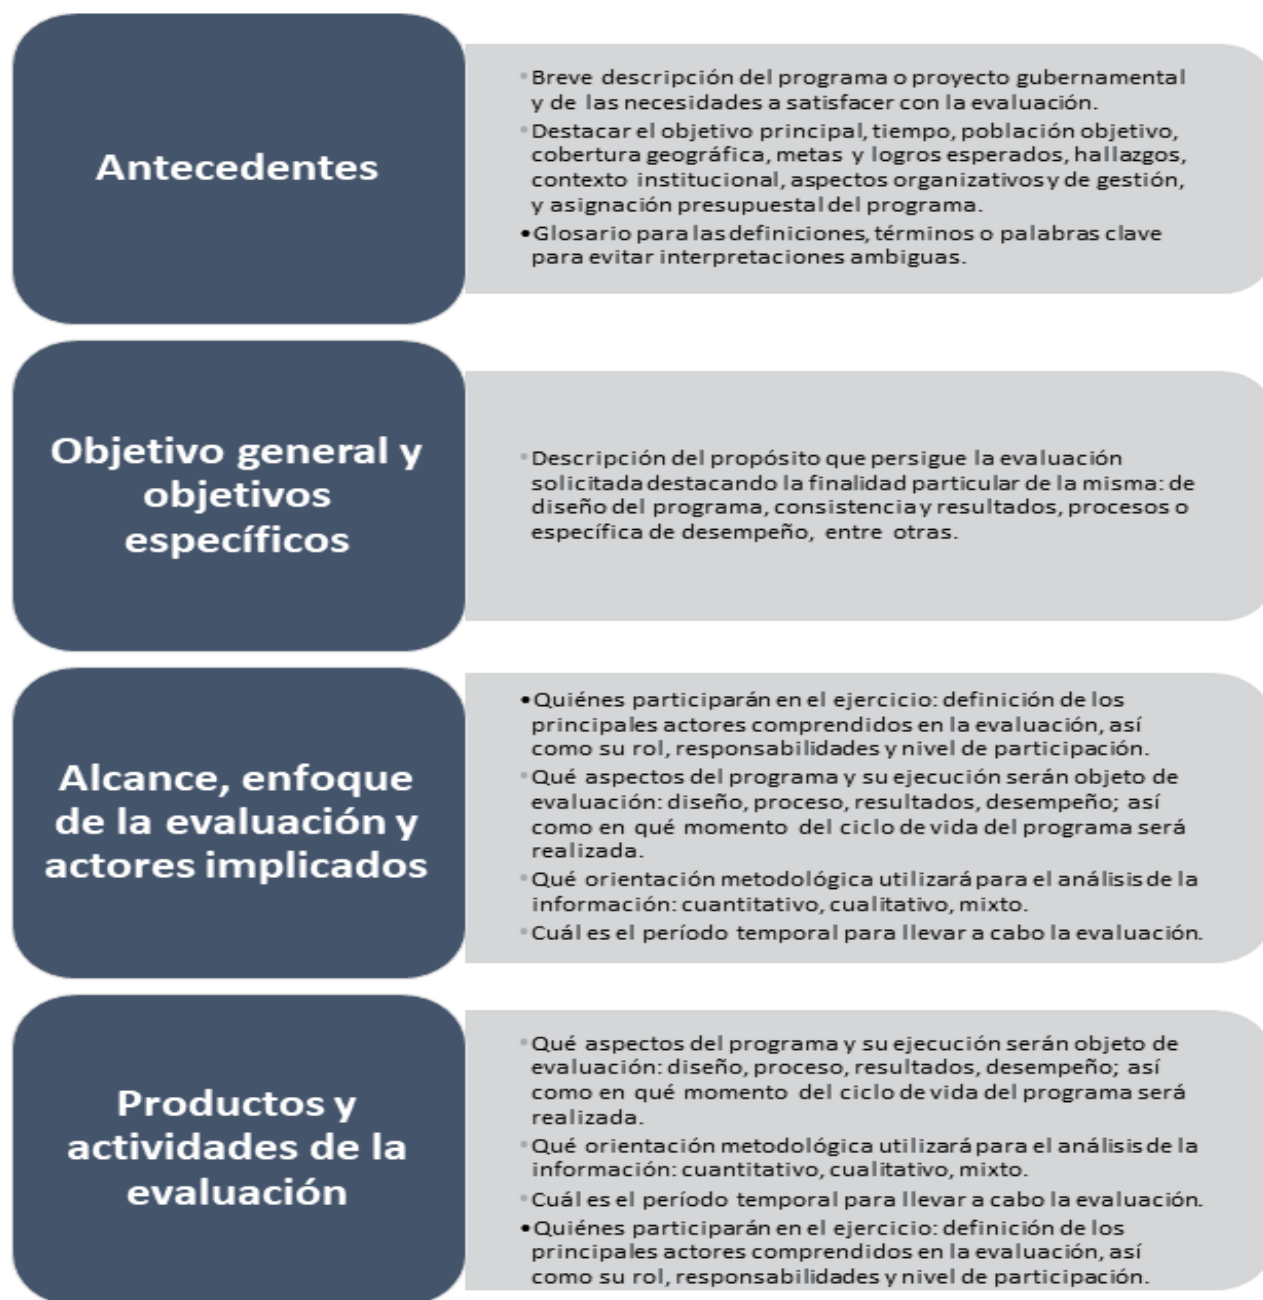 Antecedentes
•Breve descripción del programa o proyecto gubernamental
y de las necesidades a satisfacer con la evaluación.
•Destacar el objetivo principal, tiempo, población objetivo,
cobertura geográfica, metas y logros esperados, hallazgos,
contexto institucional, aspectos organizativos y de gestión,
y asignación presupuestal del programa.
•Glosario para las definiciones, términos o palabras clave
para evitar interpretaciones ambiguas.
Objetivo general y
objetivos
específicos
•Descripción del propósito que persigue la evaluación
solicitada destacando la finalidad particular de la misma: de
diseño del programa, consistencia y resultados, procesos o
específica de desempeño, entre otras.
Alcance, enfoque
de la evaluación y
actores implicados
•Quiénes participarán en el ejercicio: definición de los
principales actores comprendidos en la evaluación, así
como su rol, responsabilidades y nivel de participación.
•Qué aspectos del programa y su ejecución serán objeto de
evaluación: diseño, proceso, resultados, desempeño; así
como en qué momento del ciclo de vida del programa será
realizada.
•Qué orientación metodológica utilizará para el análisis de la
información: cuantitativo, cualitativo, mixto.
•Cuál es el período temporal para llevar a cabo la evaluación.
Productos y
actividades de la
evaluación
•Qué aspectos del programa y su ejecución serán objeto de
evaluación: diseño, proceso, resultados, desempeño; así
como en qué momento del ciclo de vida del programa será
realizada.
•Qué orientación metodológica utilizará para el análisis de la
información: cuantitativo, cualitativo, mixto.
•Cuál es el período temporal para llevar a cabo la evaluación.
•Quiénes participarán en el ejercicio: definición de los
principales actores comprendidos en la evaluación, así
como su rol, responsabilidades y nivel de participación.